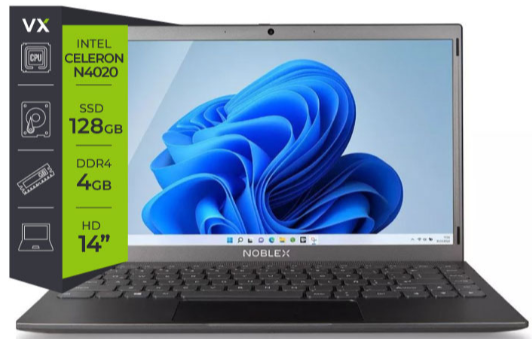 VX
CPU
INTEL
CELERON
N4020
SSD
128GB
DDR4
4GB
HD
14”
NOBLEX